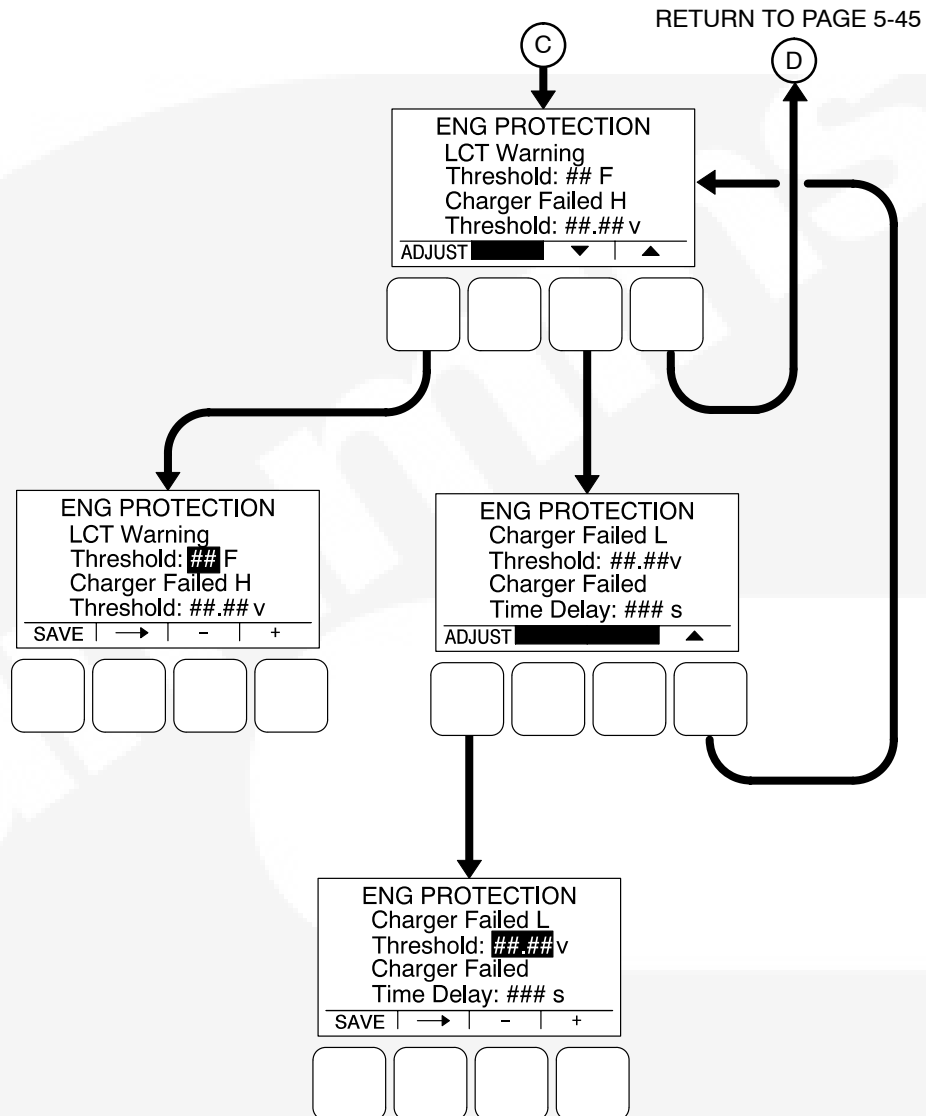 RETURN TO PAGE 5-45
C
D
ENG PROTECTION
LCT Warning
Threshold: ## F
Charger Failed H
Threshold: ##.## v
ADJUST ▼ ▲
ENG PROTECTION
LCT Warning
Threshold: ## F
Charger Failed H
Threshold: ##.## v
SAVE → - +
ENG PROTECTION
Charger Failed L
Threshold: ##.##v
Charger Failed
Time Delay: ### s
ADJUST ▲
ENG PROTECTION
Charger Failed L
Threshold: ##.## v
Charger Failed
Time Delay: ### s
SAVE → - +